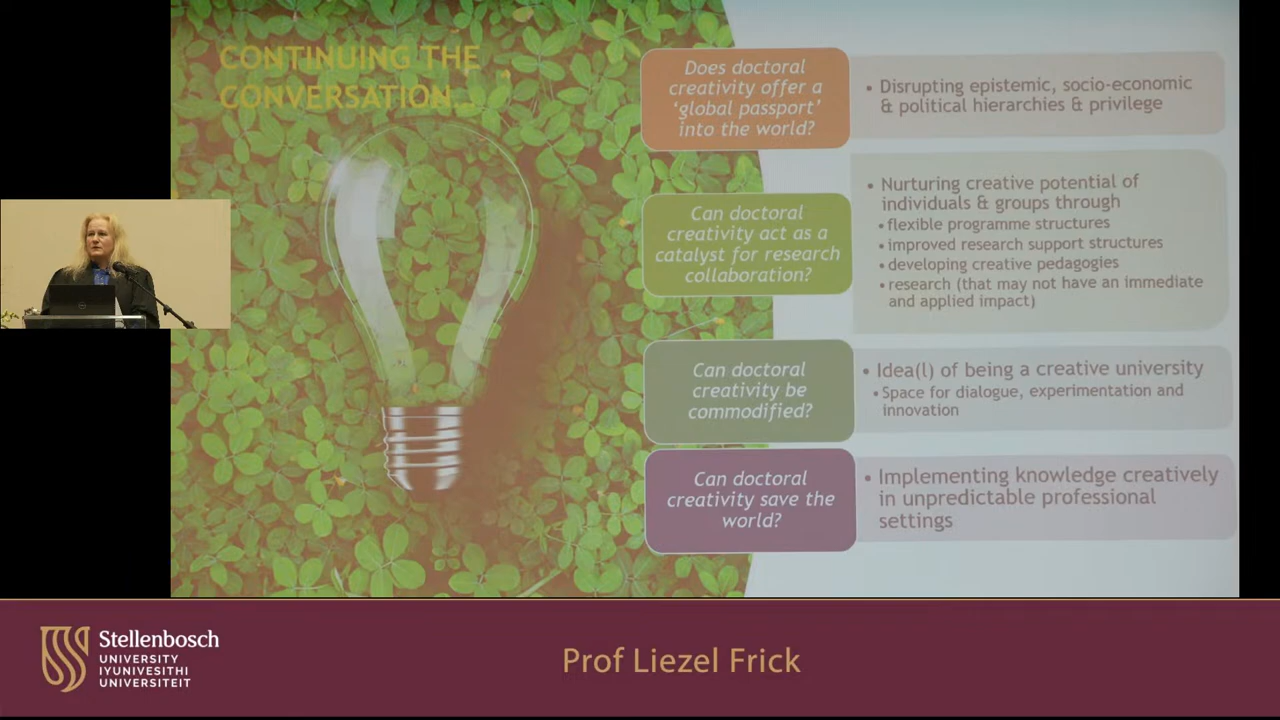 CONTINUING THE
CONVERSATION…
Does doctoral
creativity offer a
‘global passport’
into the world?
• Disrupting epistemic, socio-economic
& political hierarchies & privilege
Can doctoral
creativity act as a
catalyst for research
collaboration?
• Nurturing creative potential of
individuals & groups through
• flexible programme structures
• improved research support structures
• developing creative pedagogies
• research (that may not have an immediate
and applied impact)
Can doctoral
creativity be
commodified?
• Idea(l) of being a creative university
• Space for dialogue, experimentation and
innovation
Can doctoral
creativity save the
world?
• Implementing knowledge creatively
in unpredictable professional
settings
Stellenbosch
UNIVERSITY
IYUNIVESITHI
UNIVERSITEIT
Prof Liezel Frick